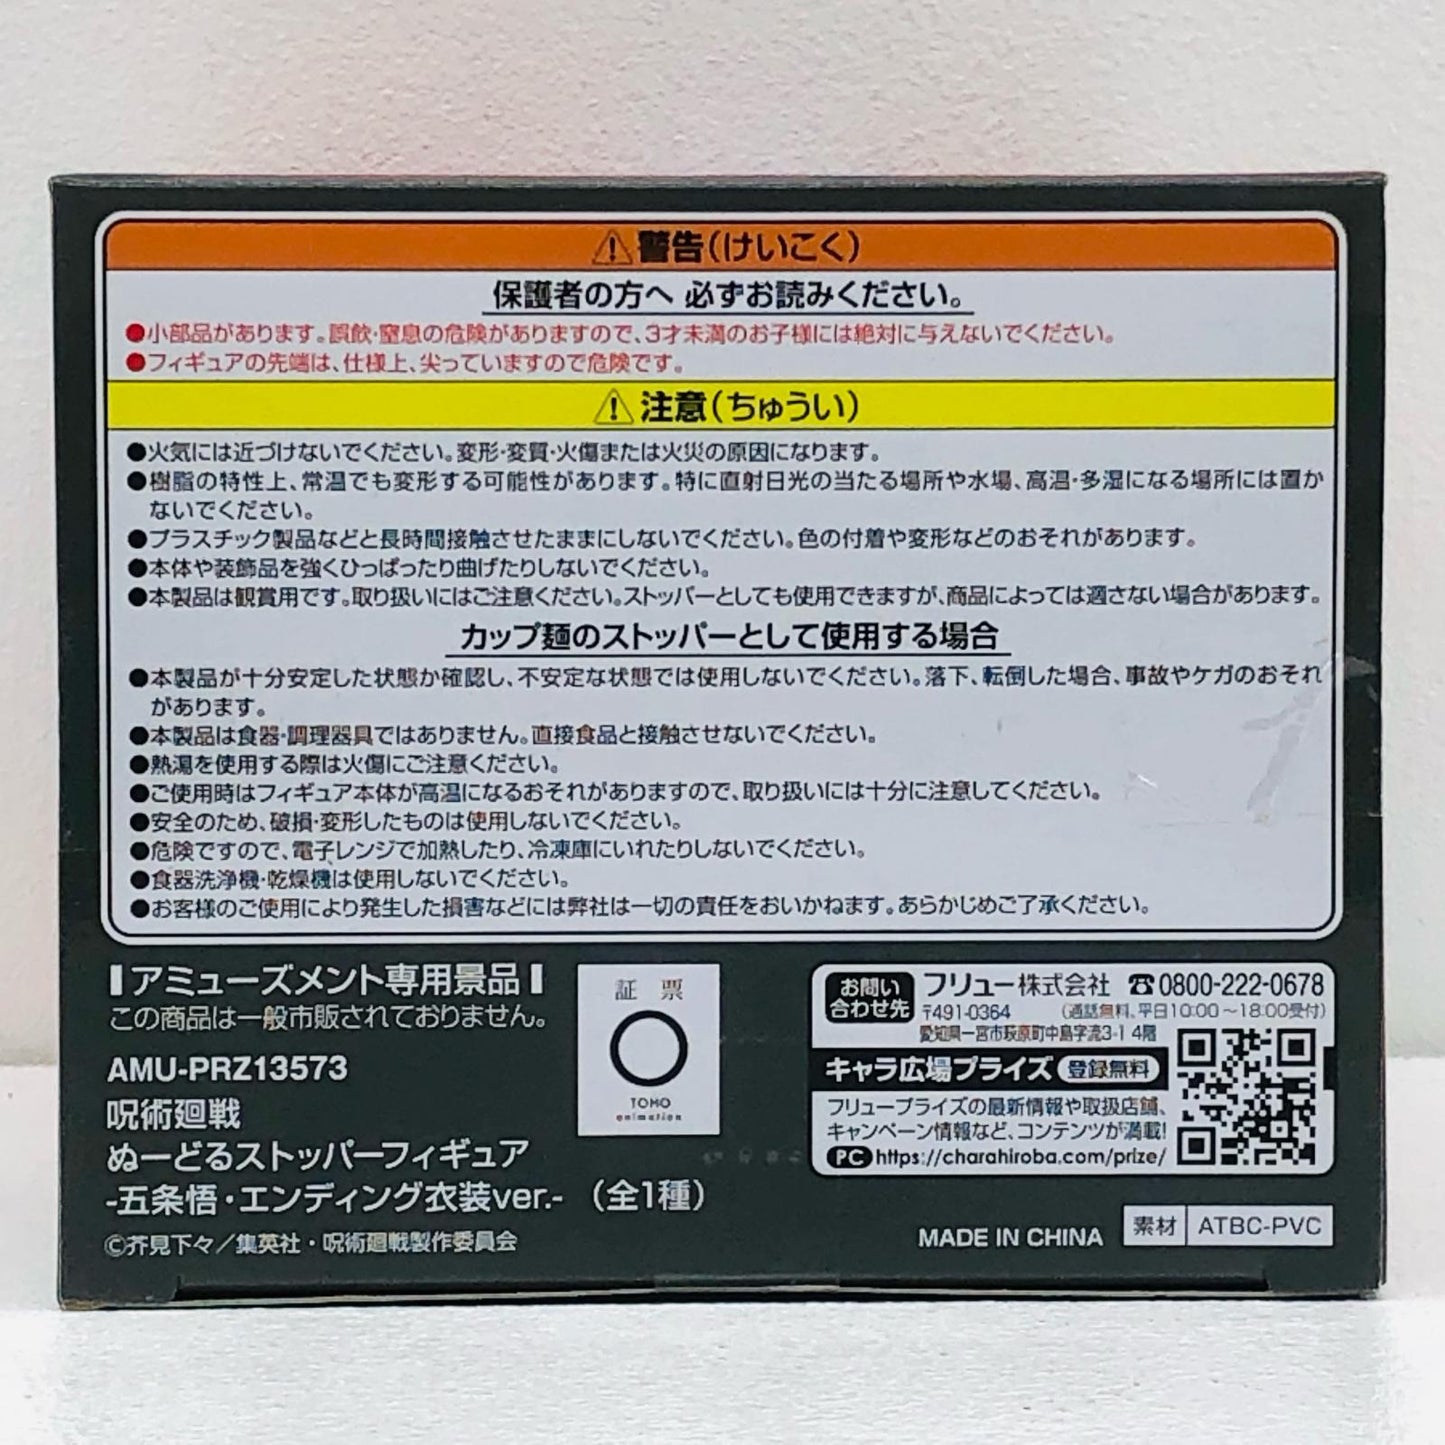 ⚠警告(けいこく)
保護者の方へ 必ずお読みください。
●小部品があります。誤飲・窒息の危険がありますので、3才未満のお子様には絶対に与えないでください。
●フィギュアの先端は、仕様上、尖っていますので危険です。
⚠注意(ちゅうい)
●火気には近づけないでください。変形・変質・火傷または火災の原因になります。
●樹脂の特性上、常温でも変形する可能性があります。特に直射日光の当たる場所や水場、高温・多湿になる場所には置か
ないでください。
●プラスチック製品などと長時間接触させたままにしないでください。色の付着や変形などのおそれがあります。
●本体や装飾品を強くひっぱったり曲げたりしないでください。
●本製品は観賞用です。取り扱いにはご注意ください。ストッパーとしても使用できますが、商品によっては適さない場合があります。
カップ麺のストッパーとして使用する場合
●本製品が十分安定した状態か確認し、不安定な状態では使用しないでください。落下、転倒した場合、事故やケガのおそれ
があります。
●本製品は食器・調理器具ではありません。直接食品と接触させないでください。
●熱湯を使用する際は火傷にご注意ください。
●ご使用時はフィギュア本体が高温になるおそれがありますので、取り扱いには十分に注意してください。
●安全のため、破損・変形したものは使用しないでください。
●危険ですので、電子レンジで加熱したり、冷凍庫にいれたりしないでください。
●食器洗浄機・乾燥機は使用しないでください。
●お客様のご使用により発生した損害などには弊社は一切の責任をおいかねます。あらかじめご了承ください。
アミューズメント専用景品
この商品は一般市販されておりません。
AMU-PRZ13573
呪術廻戦
ぬーどるストッパーフィギュア
-五条悟・エンディング衣装ver.- (全1種)
©芥見下々/集英社・呪術廻戦製作委員会
証 票
TOHO
animation
お問い
合わせ先
フリュー株式会社 ☎0800-222-0678
〒491-0364 (通話無料、平日10:00~18:00受付)
愛知県一宮市萩原町中島字流3-1 4階
キャラ広場プライズ 登録無料
フリュープライズの最新情報や取扱店舗、
キャンペーン情報など、コンテンツが満載!
PC https://charahiroba.com/prize/
MADE IN CHINA
素材 ATBC-PVC